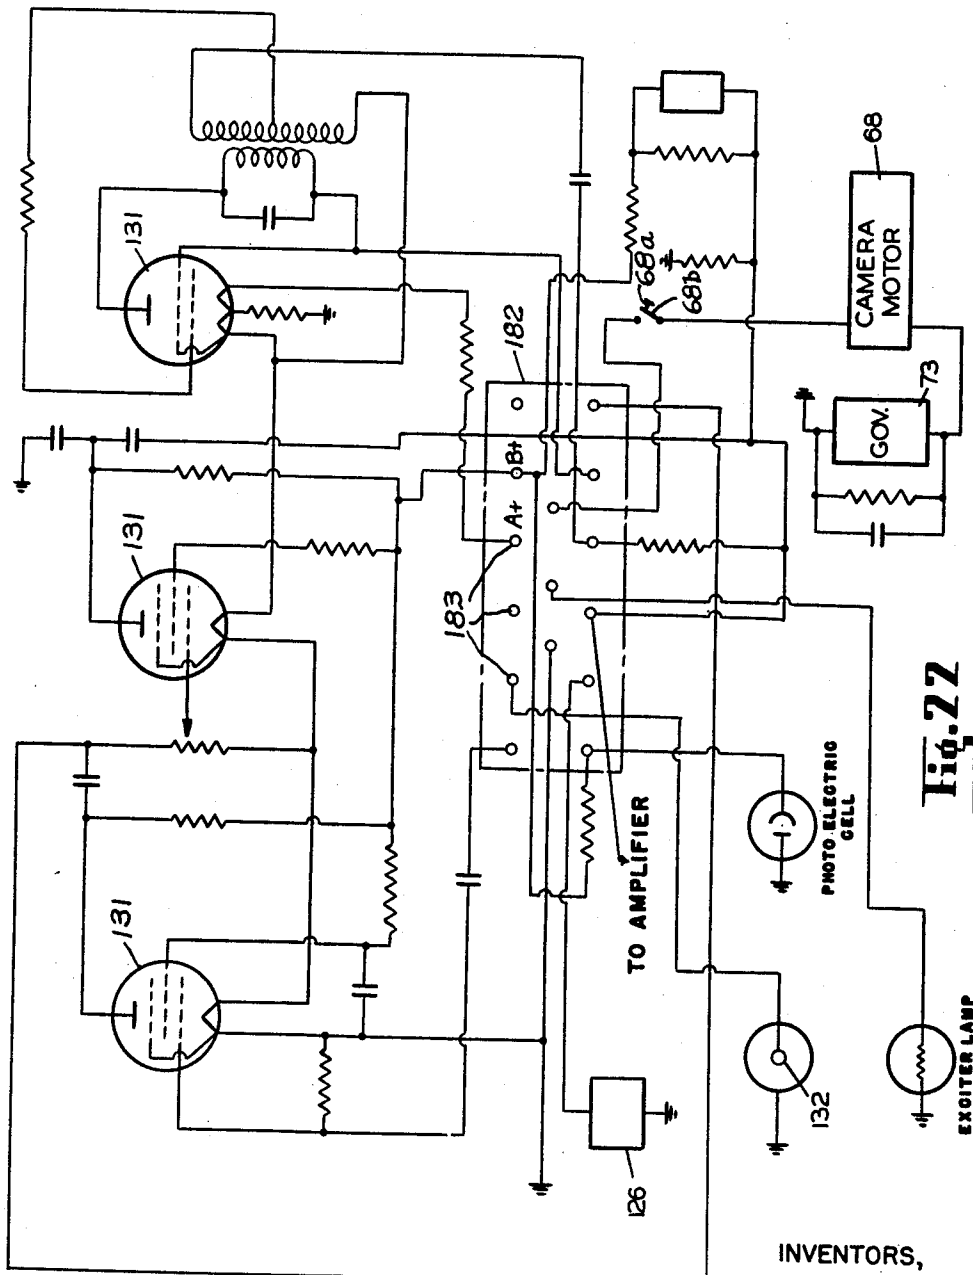 131
131
131
182
183
A+
B+
68a
68b
68
CAMERA
MOTOR
73
GOV.
TO AMPLIFIER
PHOTO ELECTRIC
CELL
EXCITER LAMP
132
126
Fig. 22
INVENTORS,